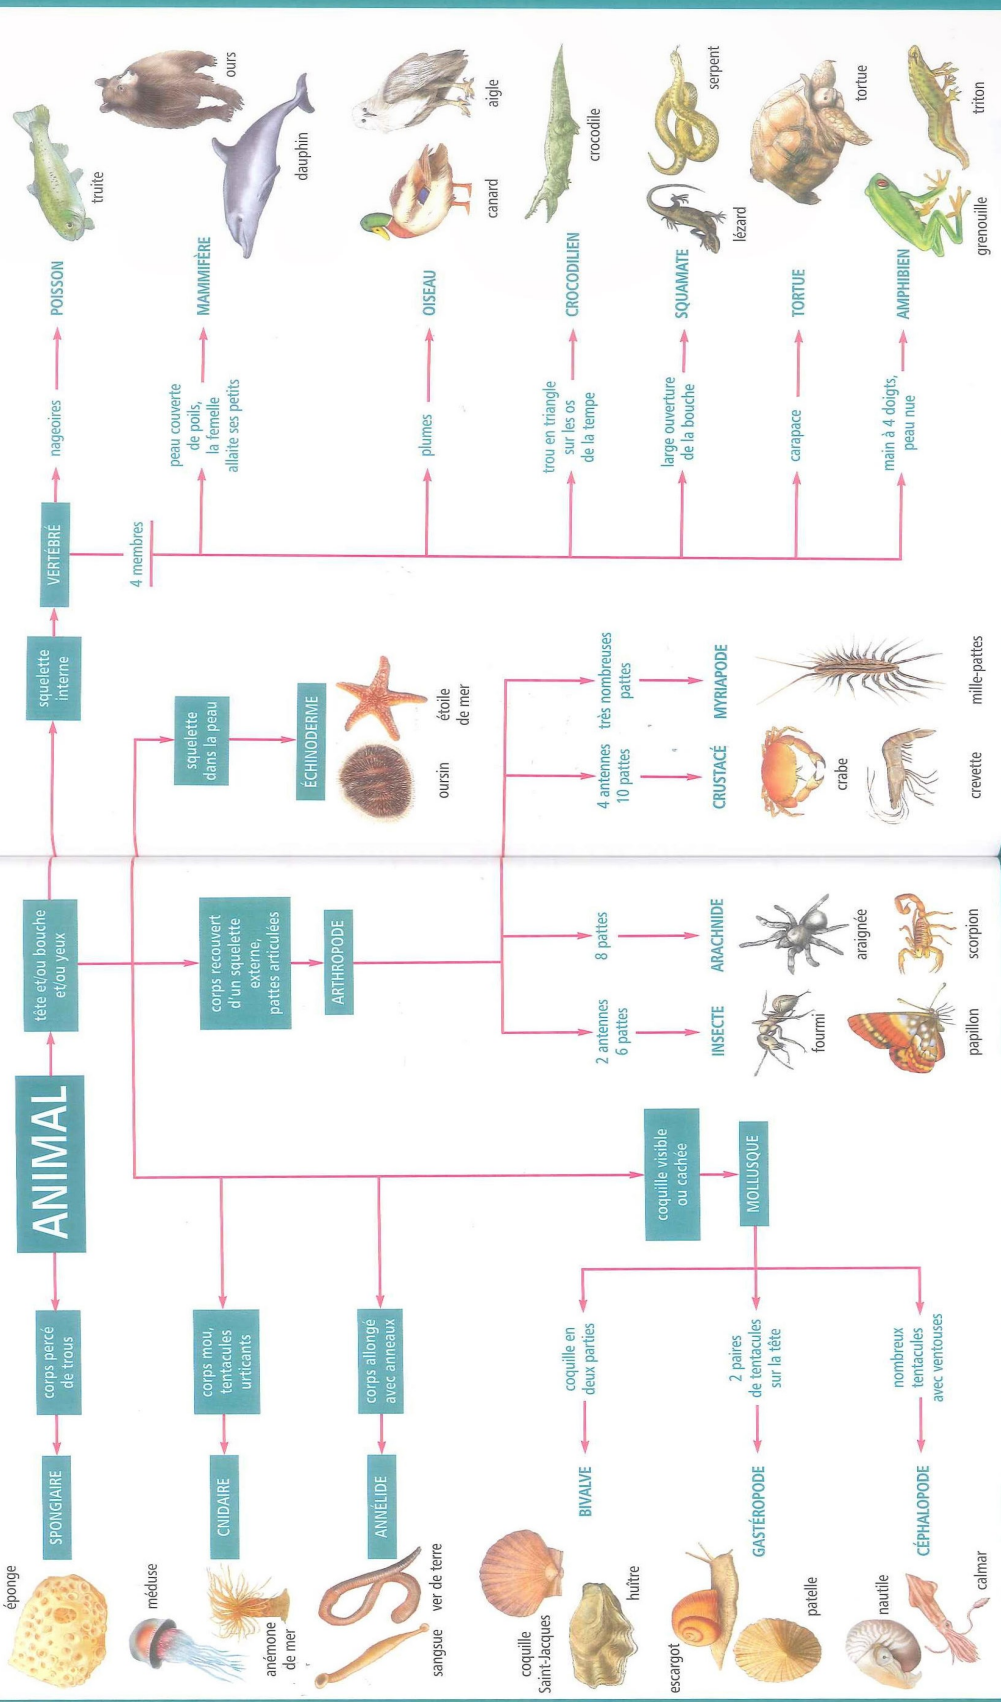 ANIMAL
corps percé
de trous
SPONGIAIRE
éponge
tête et/ou bouche
et/ou yeux
corps mou,
tentacules
urticants
CNIDAIRE
méduse
anémone
de mer
corps allongé
avec anneaux
ANNÉLIDE
ver de terre
sangsue
coquille visible
ou cachée
MOLLUSQUE
coquille en
deux parties
BIVALVE
coquille
Saint-Jacques
huître
2 paires
de tentacules
sur la tête
GASTÉROPODE
escargot
patelle
nombreux
tentacules
avec ventouses
CÉPHALOPODE
nautile
calmar
corps recouvert
d'un squelette
externe,
pattes articulées
ARTHROPODE
2 antennes
6 pattes
INSECTE
fourmi
papillon
8 pattes
ARACHNIDE
araignée
scorpion
4 antennes
10 pattes
CRUSTACÉ
crabe
crevette
très nombreuses
pattes
MYRIAPODE
mille-pattes
squelette
dans la peau
ÉCHINODERME
oursin
étoile
de mer
squelette
interne
VERTÉBRÉ
nageoires
POISSON
truite
4 membres
peau couverte
de poils,
la femelle
allaite ses petits
MAMMIFÈRE
ours
dauphin
plumes
OISEAU
canard
aigle
trou en triangle
sur les os
de la tempe
CROCODILIEN
crocodile
large ouverture
de la bouche
SQUAMATE
lézard
serpent
carapace
TORTUE
tortue
main à 4 doigts,
peau nue
AMPHIBIEN
grenouille
triton